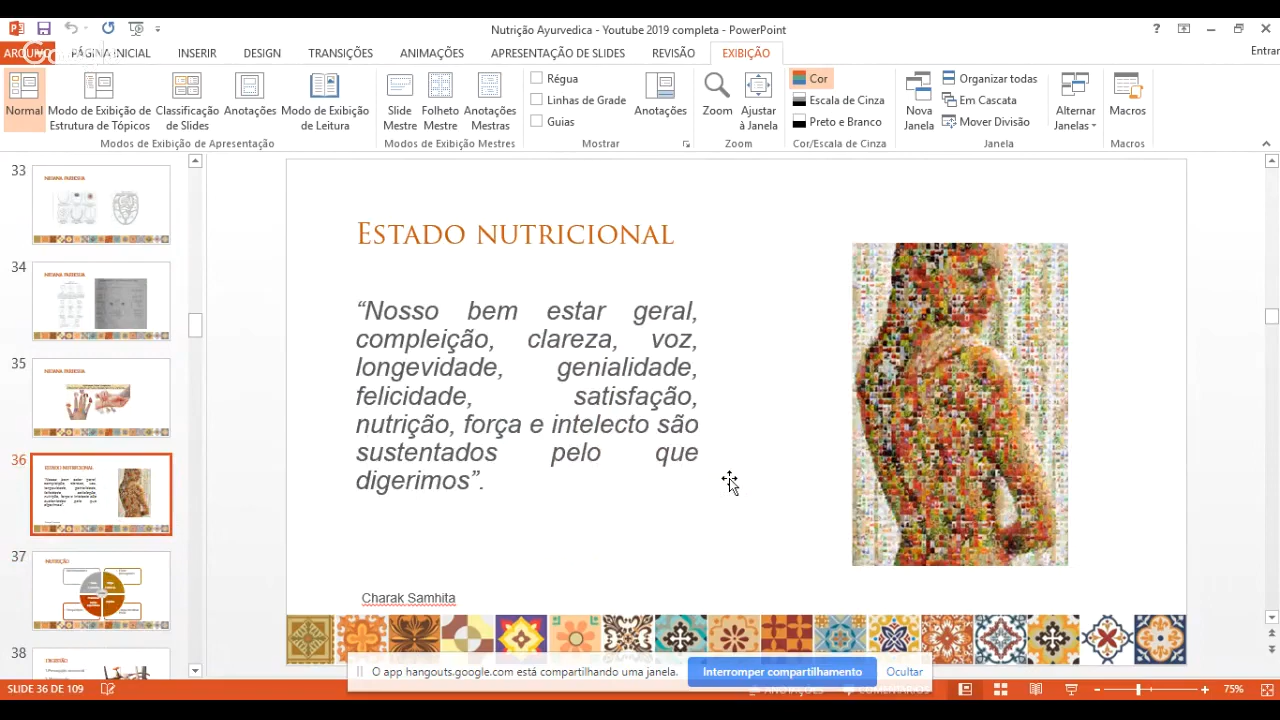 Nutrição Ayurvedica - Youtube 2019 completa - PowerPoint
ARQUIVO PÁGINA INICIAL INSERIR DESIGN TRANSIÇÕES ANIMAÇÕES APRESENTAÇÃO DE SLIDES REVISÃO EXIBIÇÃO Entrar
Normal
Modo de Exibição de Estrutura de Tópicos
Classificação de Slides
Anotações
Modo de Exibição de Leitura
Modos de Exibição de Apresentação
Slide Mestre
Folheto Mestre
Anotações Mestras
Modos de Exibição Mestres
Régua
Linhas de Grade
Guias
Anotações
Mostrar
Zoom
Ajustar à Janela
Zoom
Cor
Escala de Cinza
Preto e Branco
Cor/Escala de Cinza
Nova Janela
Organizar todas
Em Cascata
Mover Divisão
Alternar Janelas
Janela
Macros
Macros
33
34
35
36
ESTADO NUTRICIONAL
37
NUTRIÇÃO
38
DIGESTÃO
ESTADO NUTRICIONAL
“Nosso bem estar geral,
compleição, clareza, voz,
longevidade, genialidade,
felicidade, satisfação,
nutrição, força e intelecto são
sustentados pelo que
digerimos”.
Charak Samhita
O app hangouts.google.com está compartilhando uma janela. Interromper compartilhamento Ocultar
SLIDE 36 DE 109 ANOTAÇÕES COMENTÁRIOS 75%